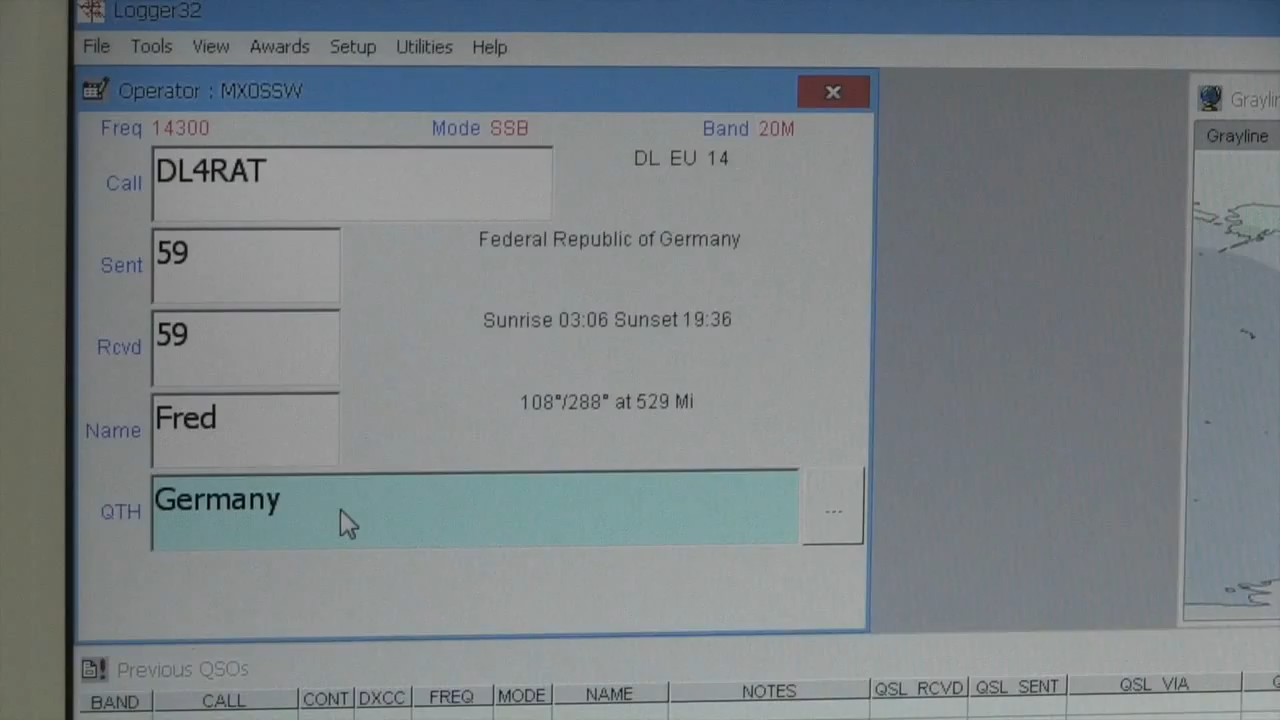 Logger32
File Tools View Awards Setup Utilities Help
Operator : MX0SSW
Freq 14300 Mode SSB Band 20M
Call DL4RAT DL EU 14
Sent 59 Federal Republic of Germany
Rcvd 59 Sunrise 03:06 Sunset 19:36
Name Fred 108°/288° at 529 Mi
QTH Germany ...
Grayline
Previous QSOs
BAND CALL CONT DXCC FREQ MODE NAME NOTES QSL RCVD QSL SENT QSL VIA